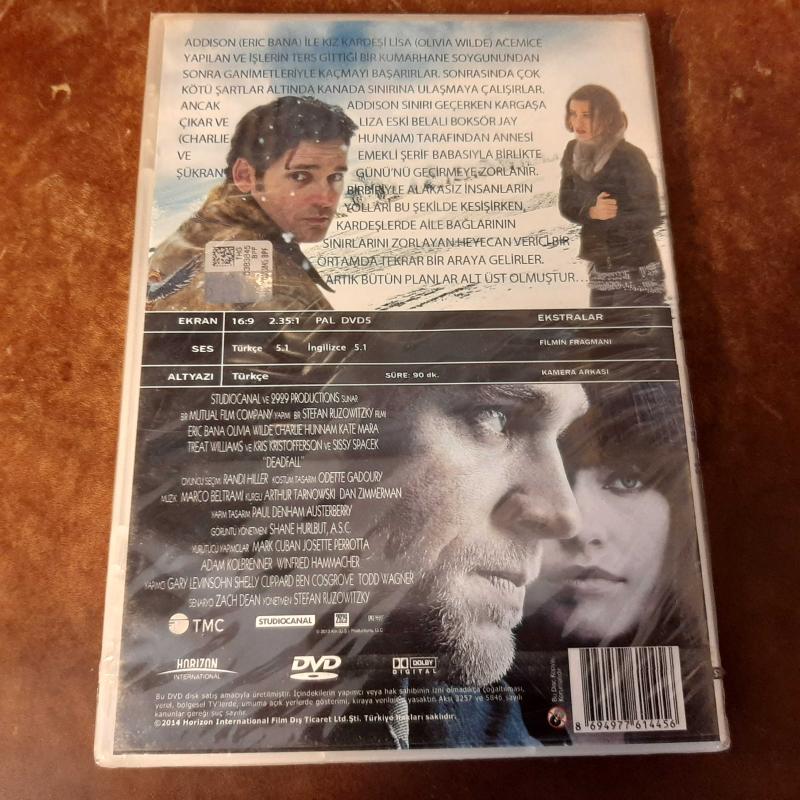 ADDISON (ERIC BANA) İLE KIZ KARDEŞİ LİSA (OLIVIA WILDE) ACEMİCE
YAPILAN VE İŞLERİN TERS GİTTİĞİ BİR KUMARHANE SOYGUNUNDAN
SONRA GANİMETLERİYLE KAÇMAYI BAŞARIRLAR. SONRASINDA ÇOK
KÖTÜ ŞARTLAR ALTINDA KANADA SINIRINA ULAŞMAYA ÇALIŞIRLAR.
ANCAK ADDISON SINIRI GEÇERKEN KARGAŞA
ÇIKAR VE LIZA ESKİ BELALI BOKSÖR JAY
(CHARLIE HUNNAM) TARAFINDAN ANNESİ
VE EMEKLİ ŞERİF BABASIYLA BİRLİKTE
ŞÜKRAN GÜNÜ'NÜ GEÇİRMEYE ZORLANIR.
BİRBİRİYLE ALAKASIZ İNSANLARIN
YOLLARI BU ŞEKİLDE KESİŞİRKEN,
KARDEŞLERDE AİLE BAĞLARININ
SINIRLARINI ZORLAYAN HEYECAN VERİCİ BİR
ORTAMDA TEKRAR BİR ARAYA GELİRLER.
ARTIK BÜTÜN PLANLAR ALT ÜST OLMUŞTUR...
EKRAN 16:9 2.35:1 PAL DVD5 EKSTRALAR
SES Türkçe 5.1 İngilizce 5.1 FİLMİN FRAGMANI
ALTYAZI Türkçe SÜRE: 90 dk. KAMERA ARKASI
STUDIOCANAL VE 2929 PRODUCTIONS SUNAR
BİR MUTUAL FILM COMPANY YAPIMI BİR STEFAN RUZOWITZKY FİLMİ
ERIC BANA OLIVIA WILDE CHARLIE HUNNAM KATE MARA
TREAT WILLIAMS VE KRIS KRISTOFFERSON VE SISSY SPACEK
"DEADFALL"
OYUNCU SEÇİMİ RANDI HILLER KOSTÜM TASARIM ODETTE GADOURY
MÜZİK MARCO BELTRAMI KURGU ARTHUR TARNOWSKI DAN ZIMMERMAN
YAPIM TASARIM PAUL DENHAM AUSTERBERRY
GÖRÜNTÜ YÖNETMENİ SHANE HURLBUT, A.S.C.
YÜRÜTÜCÜ YAPIMCILAR MARK CUBAN JOSETTE PERROTTA
ADAM KOLBRENNER WINFRIED HAMMACHER
YAPIMCI GARY LEVINSOHN SHELLY CLIPPARD BEN COSGROVE TODD WAGNER
SENARYO ZACH DEAN YÖNETMEN STEFAN RUZOWITZKY
TMC STUDIOCANAL
HORIZON
INTERNATIONAL
DVD
DOLBY
DIGITAL
Bu Disc Kopya
Korumalıdır
Bu DVD disk satış amacıyla üretilmiştir. İçindekilerin yapımcı veya hak sahibinin izni olmadıkça çoğaltılması,
yerel, bölgesel TV'lerde, umuma açık yerlerde gösterimi, kiraya verilmesi yasaktır. Aksi 3257 ve 5846 sayılı
kanunlar gereği suç sayılır.
©2014 Horizon International Film Dış Ticaret Ltd.Şti. Türkiye hakları saklıdır.
8 694977 614456